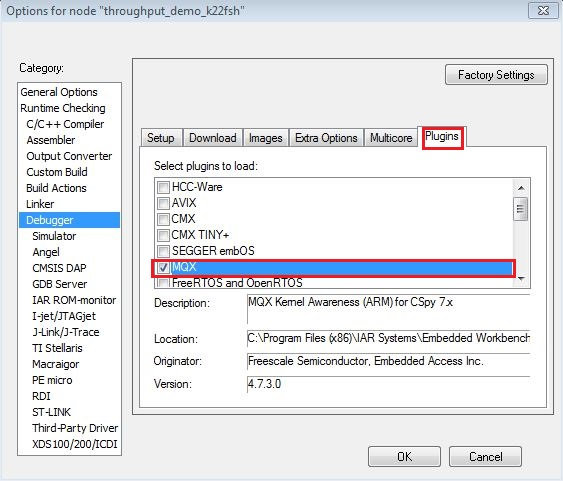 Options for node "throughput_demo_k22fsh"
Category:
General Options
Runtime Checking
C/C++ Compiler
Assembler
Output Converter
Custom Build
Build Actions
Linker
Debugger
Simulator
Angel
CMSIS DAP
GDB Server
IAR ROM-monitor
I-jet/JTAGjet
J-Link/J-Trace
TI Stellaris
Macraigor
PE micro
RDI
ST-LINK
Third-Party Driver
XDS100/200/ICDI
Factory Settings
Setup Download Images Extra Options Multicore Plugins
Select plugins to load:
HCC-Ware
AVIX
CMX
CMX TINY+
SEGGER embOS
MQX
FreeRTOS and OpenRTOS
Description: MQX Kernel Awareness (ARM) for CSpy 7.x
Location: C:\Program Files (x86)\IAR Systems\Embedded Workbench
Originator: Freescale Semiconductor, Embedded Access Inc.
Version: 4.7.3.0
OK Cancel